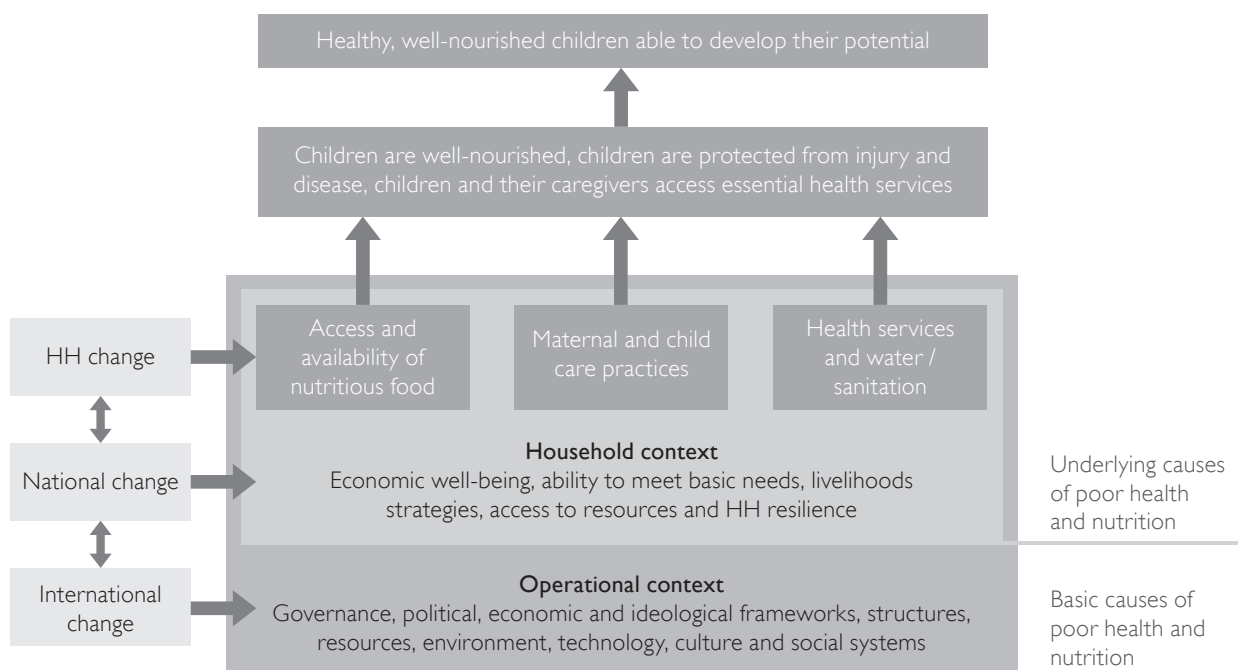 Healthy, well-nourished children able to develop their potential
Children are well-nourished, children are protected from injury and
disease, children and their caregivers access essential health services
HH change
Access and
availability of
nutritious food
Maternal and child
care practices
Health services
and water /
sanitation
National change
Household context
Economic well-being, ability to meet basic needs, livelihoods
strategies, access to resources and HH resilience
Underlying causes
of poor health
and nutrition
International
change
Operational context
Governance, political, economic and ideological frameworks, structures,
resources, environment, technology, culture and social systems
Basic causes of
poor health and
nutrition